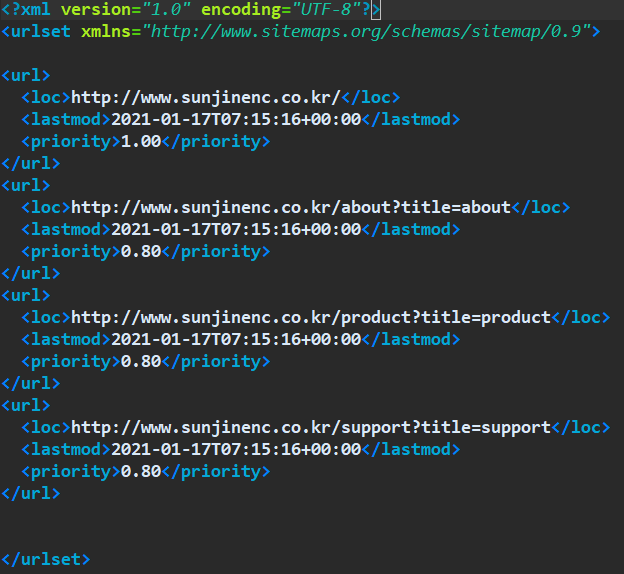 <?xml version="1.0" encoding="UTF-8"?>
<urlset xmlns="http://www.sitemaps.org/schemas/sitemap/0.9">
<url>
<loc>http://www.sunjinenc.co.kr/</loc>
<lastmod>2021-01-17T07:15:16+00:00</lastmod>
<priority>1.00</priority>
</url>
<url>
<loc>http://www.sunjinenc.co.kr/about?title=about</loc>
<lastmod>2021-01-17T07:15:16+00:00</lastmod>
<priority>0.80</priority>
</url>
<url>
<loc>http://www.sunjinenc.co.kr/product?title=product</loc>
<lastmod>2021-01-17T07:15:16+00:00</lastmod>
<priority>0.80</priority>
</url>
<url>
<loc>http://www.sunjinenc.co.kr/support?title=support</loc>
<lastmod>2021-01-17T07:15:16+00:00</lastmod>
<priority>0.80</priority>
</url>
</urlset>